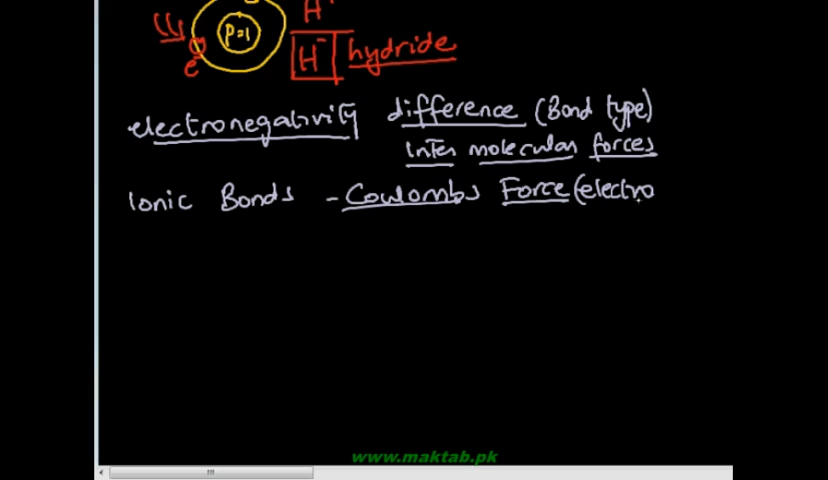 H
P=1
H⁻ hydride
e⁻
electronegativity difference (Bond type)
Inter molecular forces
Ionic Bonds - Coulombs Force (electro
www.maktab.pk